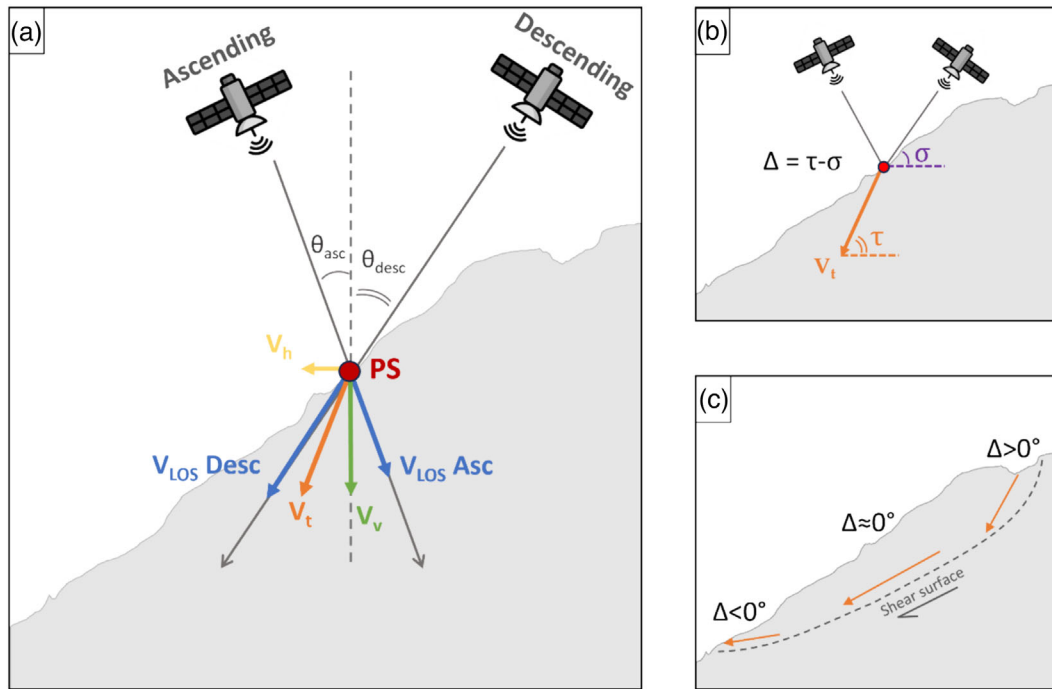 (a)
Ascending
Descending
θasc
θdesc
Vh
PS
VLOS Desc
VLOS Asc
Vt
Vv
(b)
Δ = τ-σ
σ
τ
Vt
(c)
Δ>0°
Δ≈0°
Shear surface
Δ<0°